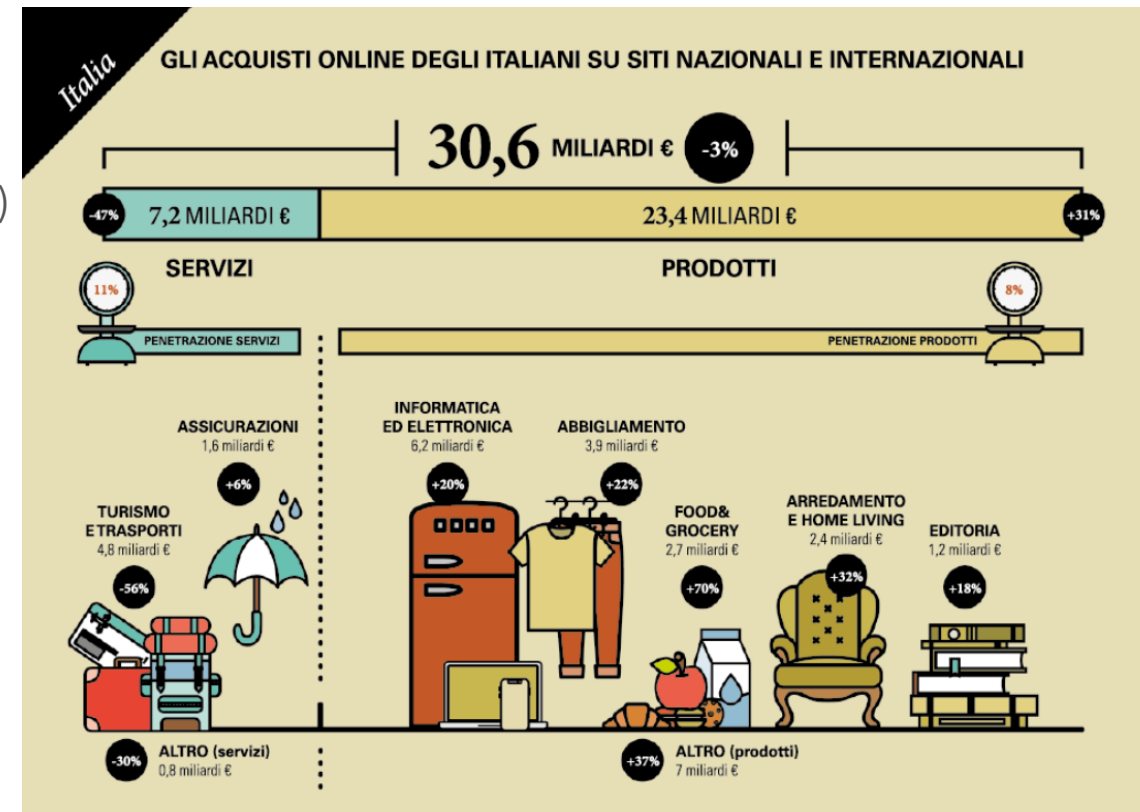 Italia
GLI ACQUISTI ONLINE DEGLI ITALIANI SU SITI NAZIONALI E INTERNAZIONALI
30,6 MILIARDI € -3%
-47% 7,2 MILIARDI € 23,4 MILIARDI € +31%
)
SERVIZI PRODOTTI
11% 8%
PENETRAZIONE SERVIZI PENETRAZIONE PRODOTTI
ASSICURAZIONI
1,6 miliardi €
+6%
TURISMO
E TRASPORTI
4,8 miliardi €
-56%
INFORMATICA
ED ELETTRONICA
6,2 miliardi €
+20%
ABBIGLIAMENTO
3,9 miliardi €
+22%
FOOD&
GROCERY
2,7 miliardi €
+70%
ARREDAMENTO
E HOME LIVING
2,4 miliardi €
+32%
EDITORIA
1,2 miliardi €
+18%
-30%
ALTRO (servizi)
0,8 miliardi €
+37%
ALTRO (prodotti)
7 miliardi €